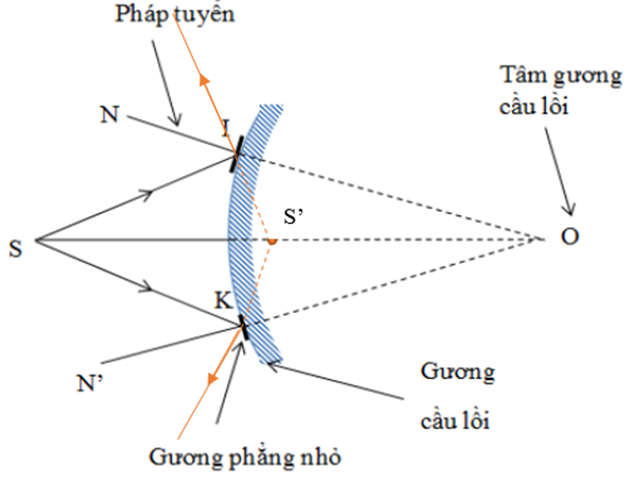 Pháp tuyến
Tâm gương
cầu lồi
N
I
S'
S
O
K
N'
Gương
cầu lồi
Gương phẳng nhỏ